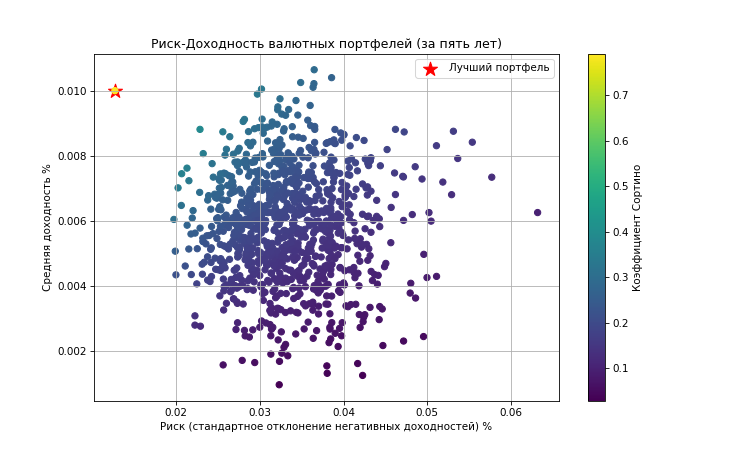 Риск-Доходность валютных портфелей (за пять лет)
Лучший портфель
Средняя доходность %
0.010
0.008
0.006
0.004
0.002
0.02 0.03 0.04 0.05 0.06
Риск (стандартное отклонение негативных доходностей) %
0.7
0.6
0.5
0.4
0.3
0.2
0.1
Коэффициент Сортино